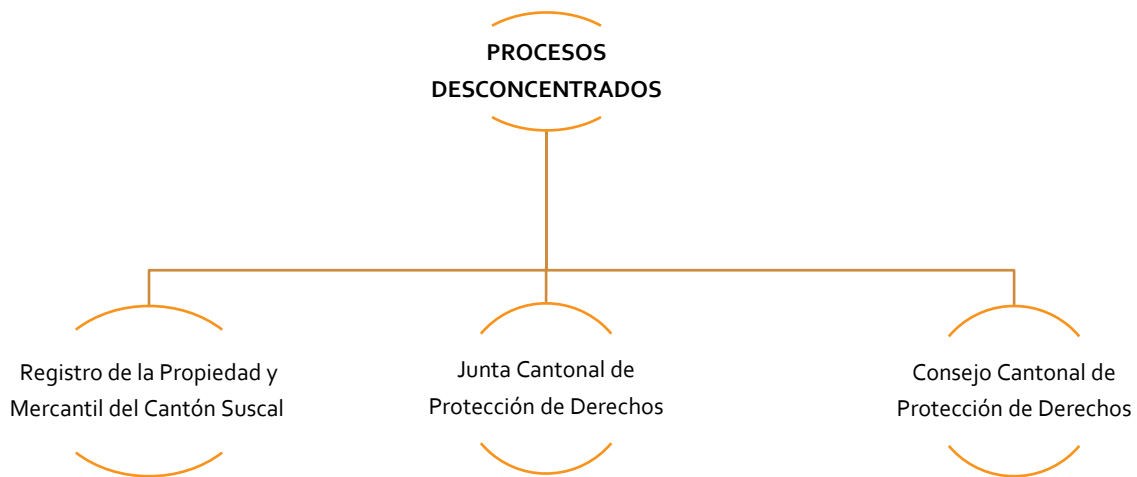 PROCESOS
DESCONCENTRADOS
Registro de la Propiedad y
Mercantil del Cantón Suscal
Junta Cantonal de
Protección de Derechos
Consejo Cantonal de
Protección de Derechos